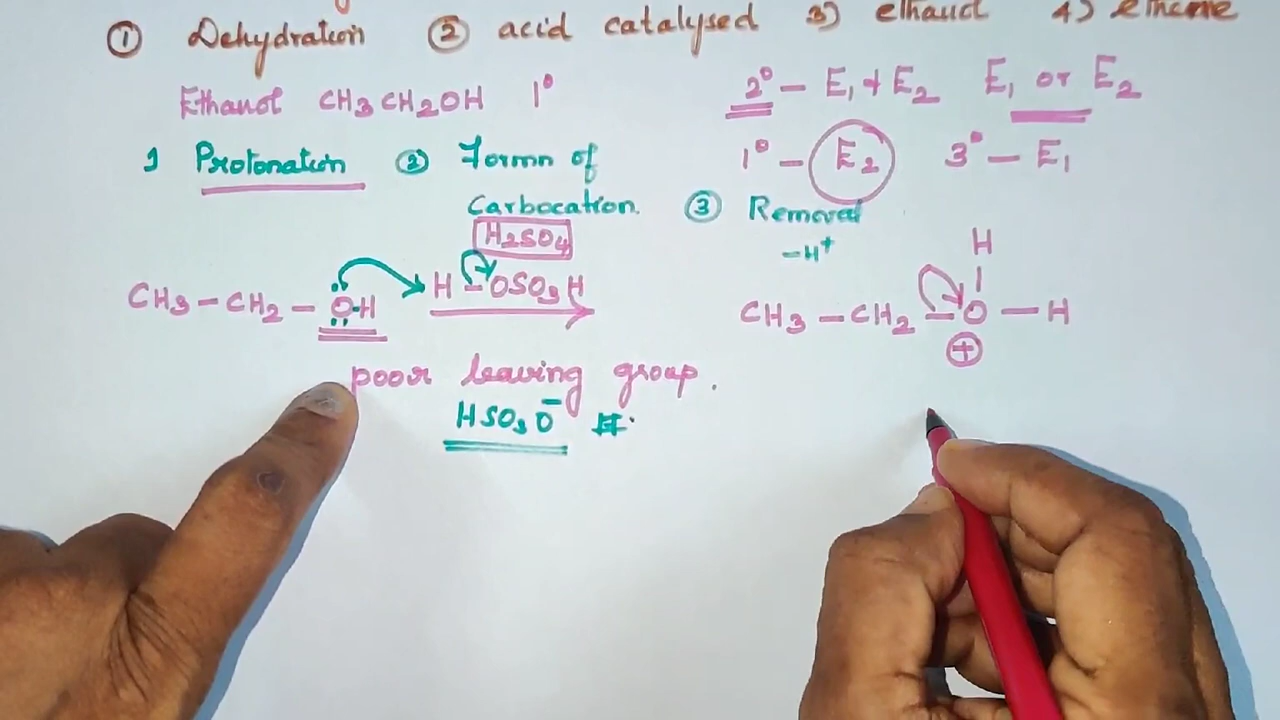 ① Dehydration ② acid catalysed 3) ethanol 4) ethene
Ethanol CH3CH2OH 1°
2° – E1 + E2 E1 or E2
1° – E2 3° – E1
1 Protonation ② Formn of
Carbocation. ③ Removal
–H+
H2SO4
CH3 – CH2 – OH H – OSO3H
H
CH3 – CH2 – O – H
+
poor leaving group.
HSO3O–